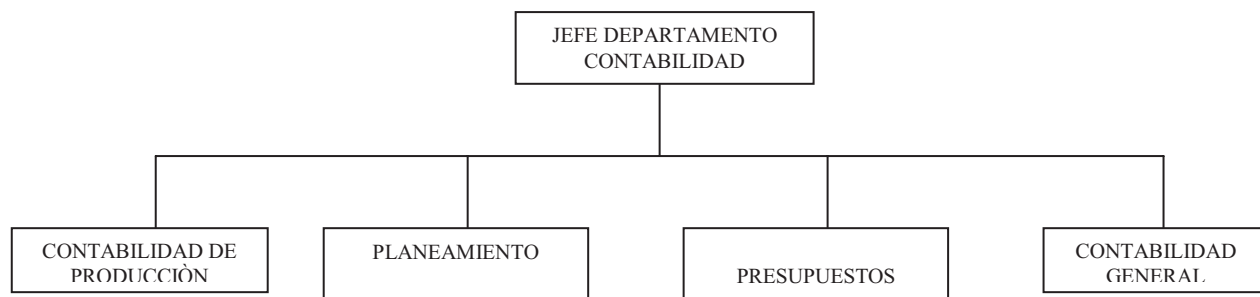 JEFE DEPARTAMENTO
CONTABILIDAD
CONTABILIDAD DE
PRODUCCIÒN
PLANEAMIENTO
PRESUPUESTOS
CONTABILIDAD
GENERAL